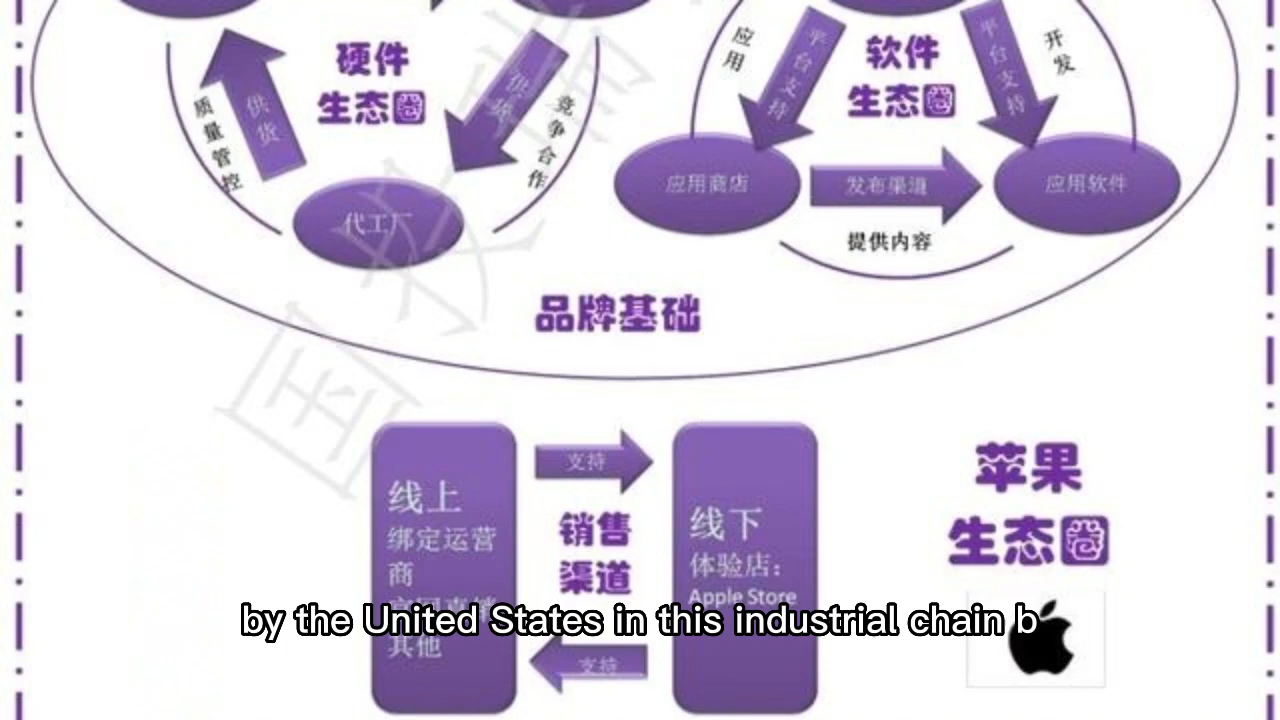 硬件
生态圈
供货
供货
质量管控
竞争合作
代工厂
软件
生态圈
应用
平台支持
平台支持
开发
应用商店
发布渠道
应用软件
提供内容
品牌基础
线上
绑定运营
商
其他
支持
销售
渠道
支持
线下
体验店：
Apple Store
苹果
生态圈
by the United States in this industrial chain b